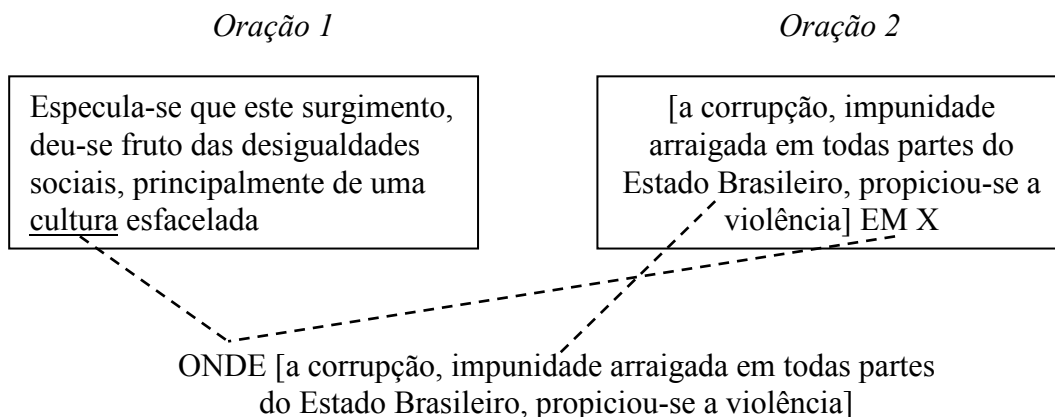 Oração 1
Oração 2
Especula-se que este surgimento,
deu-se fruto das desigualdades
sociais, principalmente de uma
cultura esfacelada
[a corrupção, impunidade
arraigada em todas partes do
Estado Brasileiro, propiciou-se a
violência] EM X
ONDE [a corrupção, impunidade arraigada em todas partes
do Estado Brasileiro, propiciou-se a violência]